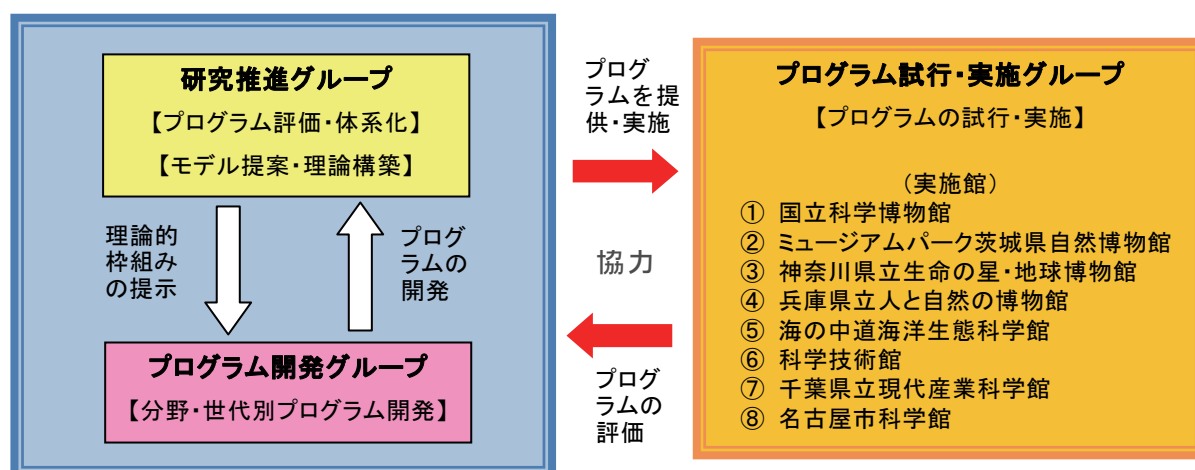 研究推進グループ
【プログラム評価・体系化】
【モデル提案・理論構築】
理論的
枠組み
の提示
プログ
ラムの
開発
プログラム開発グループ
【分野・世代別プログラム開発】
プログ
ラムを提
供・実施
協力
プログ
ラムの
評価
プログラム試行・実施グループ
【プログラムの試行・実施】
（実施館）
① 国立科学博物館
② ミュージアムパーク茨城県自然博物館
③ 神奈川県立生命の星・地球博物館
④ 兵庫県立人と自然の博物館
⑤ 海の中道海洋生態科学館
⑥ 科学技術館
⑦ 千葉県立現代産業科学館
⑧ 名古屋市科学館